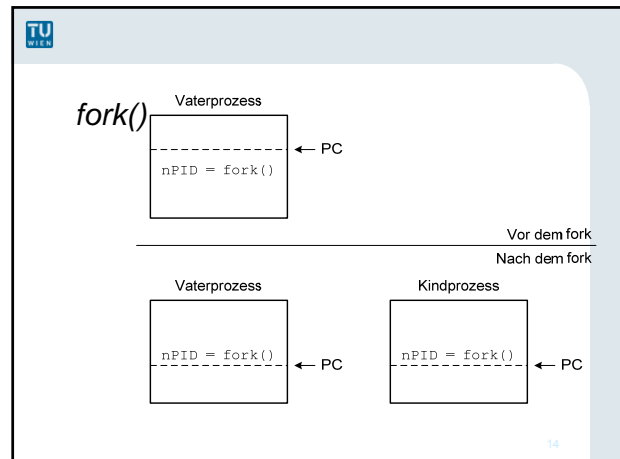 TU
WIEN
fork()
Vaterprozess
PC
nPID = fork()
Vor dem fork
Nach dem fork
Vaterprozess
Kindprozess
nPID = fork()
PC
nPID = fork()
PC
14